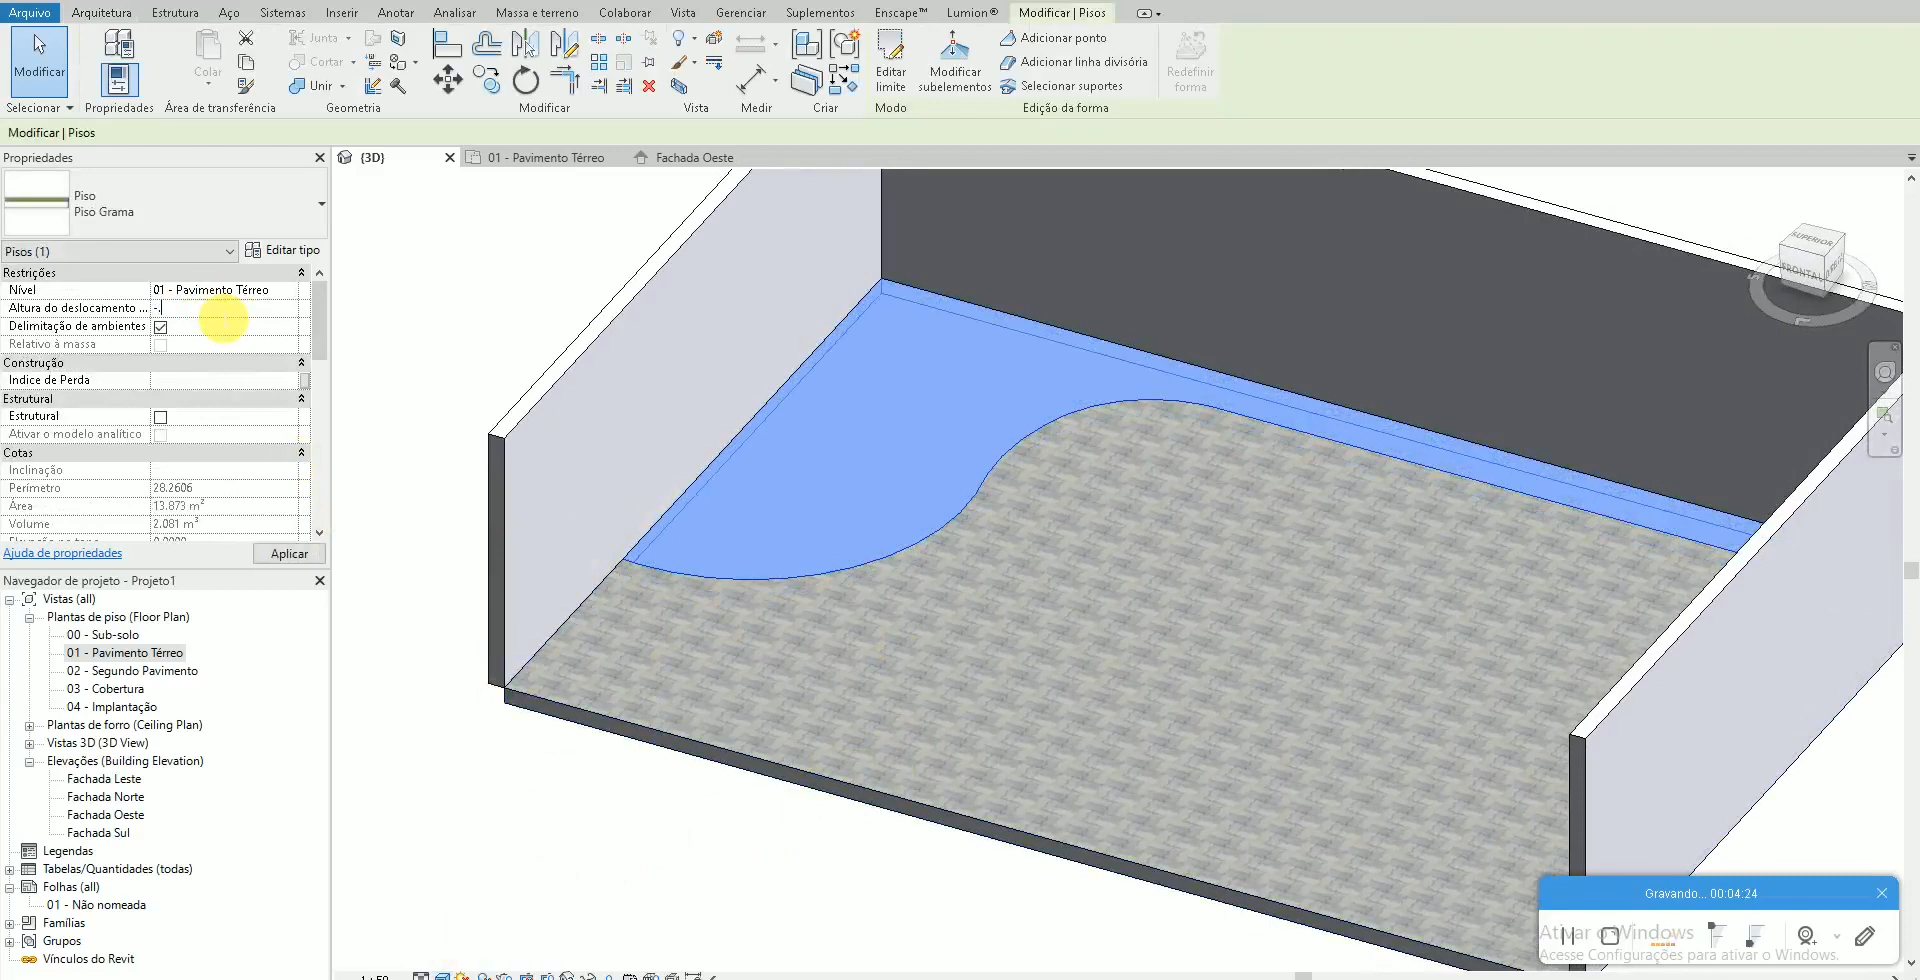 Arquivo Arquitetura Estrutura Aço Sistemas Inserir Anotar Analisar Massa e terreno Colaborar Vista Gerenciar Suplementos Enscape™ Lumion® Modificar | Pisos
Modificar
Selecionar
Propriedades
Colar
Área de transferência
Junta
Cortar
Unir
Geometria
Modificar
Vista
Medir
Criar
Editar
limite
Modo
Modificar
subelementos
Adicionar ponto
Adicionar linha divisória
Selecionar suportes
Edição da forma
Redefinir
forma
Modificar | Pisos
Propriedades
Piso
Piso Grama
Pisos (1)
Editar tipo
Restrições
Nível 01 - Pavimento Térreo
Altura do deslocamento ... -.
Delimitação de ambientes
Relativo à massa
Construção
Indice de Perda
Estrutural
Estrutural
Ativar o modelo analítico
Cotas
Inclinação
Perímetro 28.2606
Área 13.873 m²
Volume 2.081 m³
Ajuda de propriedades
Aplicar
Navegador de projeto - Projeto1
Vistas (all)
Plantas de piso (Floor Plan)
00 - Sub-solo
01 - Pavimento Térreo
02 - Segundo Pavimento
03 - Cobertura
04 - Implantação
Plantas de forro (Ceiling Plan)
Vistas 3D (3D View)
Elevações (Building Elevation)
Fachada Leste
Fachada Norte
Fachada Oeste
Fachada Sul
Legendas
Tabelas/Quantidades (todas)
Folhas (all)
01 - Não nomeada
Famílias
Grupos
Vínculos do Revit
{3D}
01 - Pavimento Térreo
Fachada Oeste
SUPERIOR
FRONTAL
Gravando... 00:04:24
Ativar o Windows
Acesse Configurações para ativar o Windows.